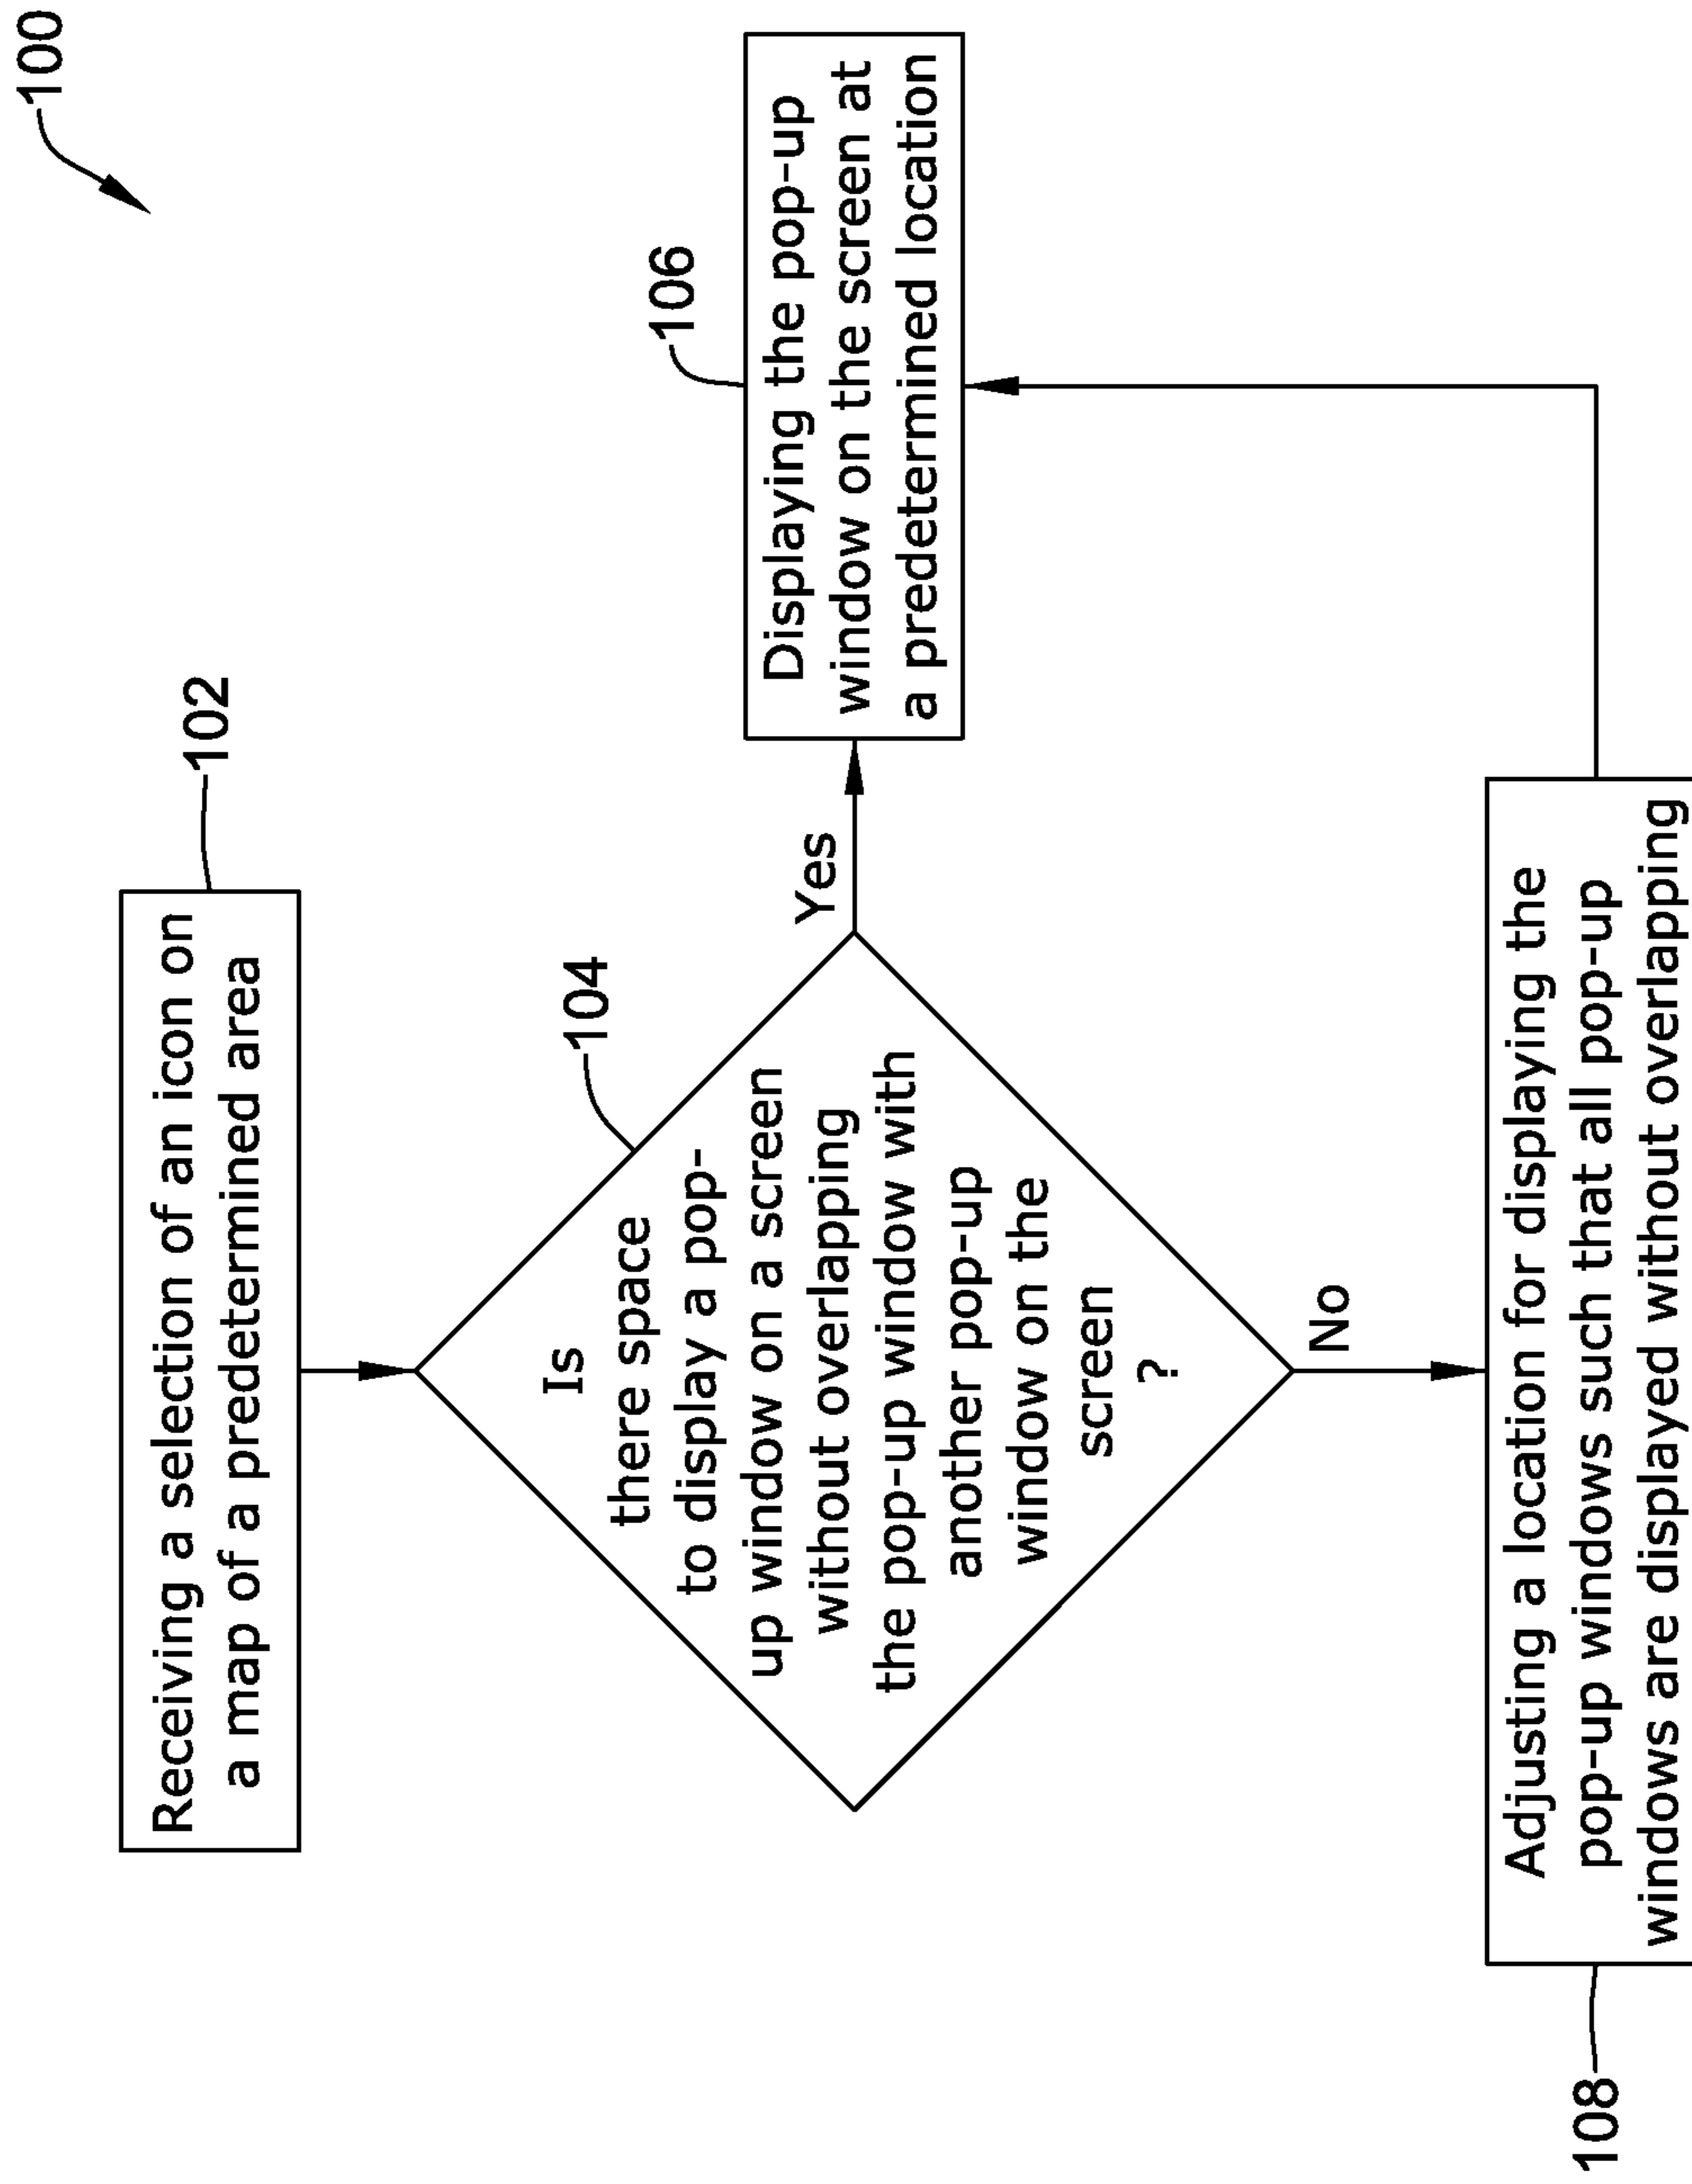 100
102
Receiving a selection of an icon on
a map of a predetermined area
104
Is
there space
to display a pop-
up window on a screen
without overlapping
the pop-up window with
another pop-up
window on the
screen
?
Yes
106
Displaying the pop-up
window on the screen at
a predetermined location
No
108
Adjusting a location for displaying the
pop-up windows such that all pop-up
windows are displayed without overlapping